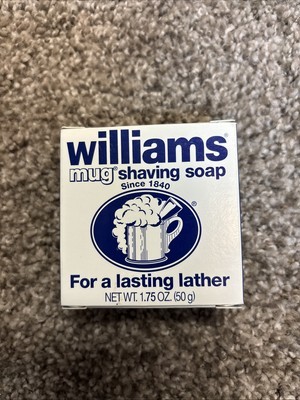 williams®
mug® shaving soap
Since 1840
®
For a lasting lather
NET WT. 1.75 OZ. (50 g)